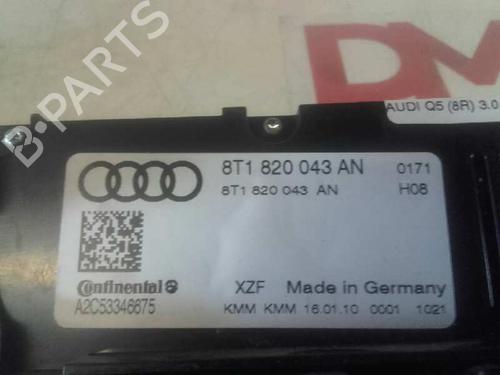 B-PARTS
DM
AUDI Q5 (8R) 3.0
8T1 820 043 AN 0171
8T1 820 043 AN H08
Continental XZF Made in Germany
A2C53346675 KMM KMM 16.01.10 0001 1021